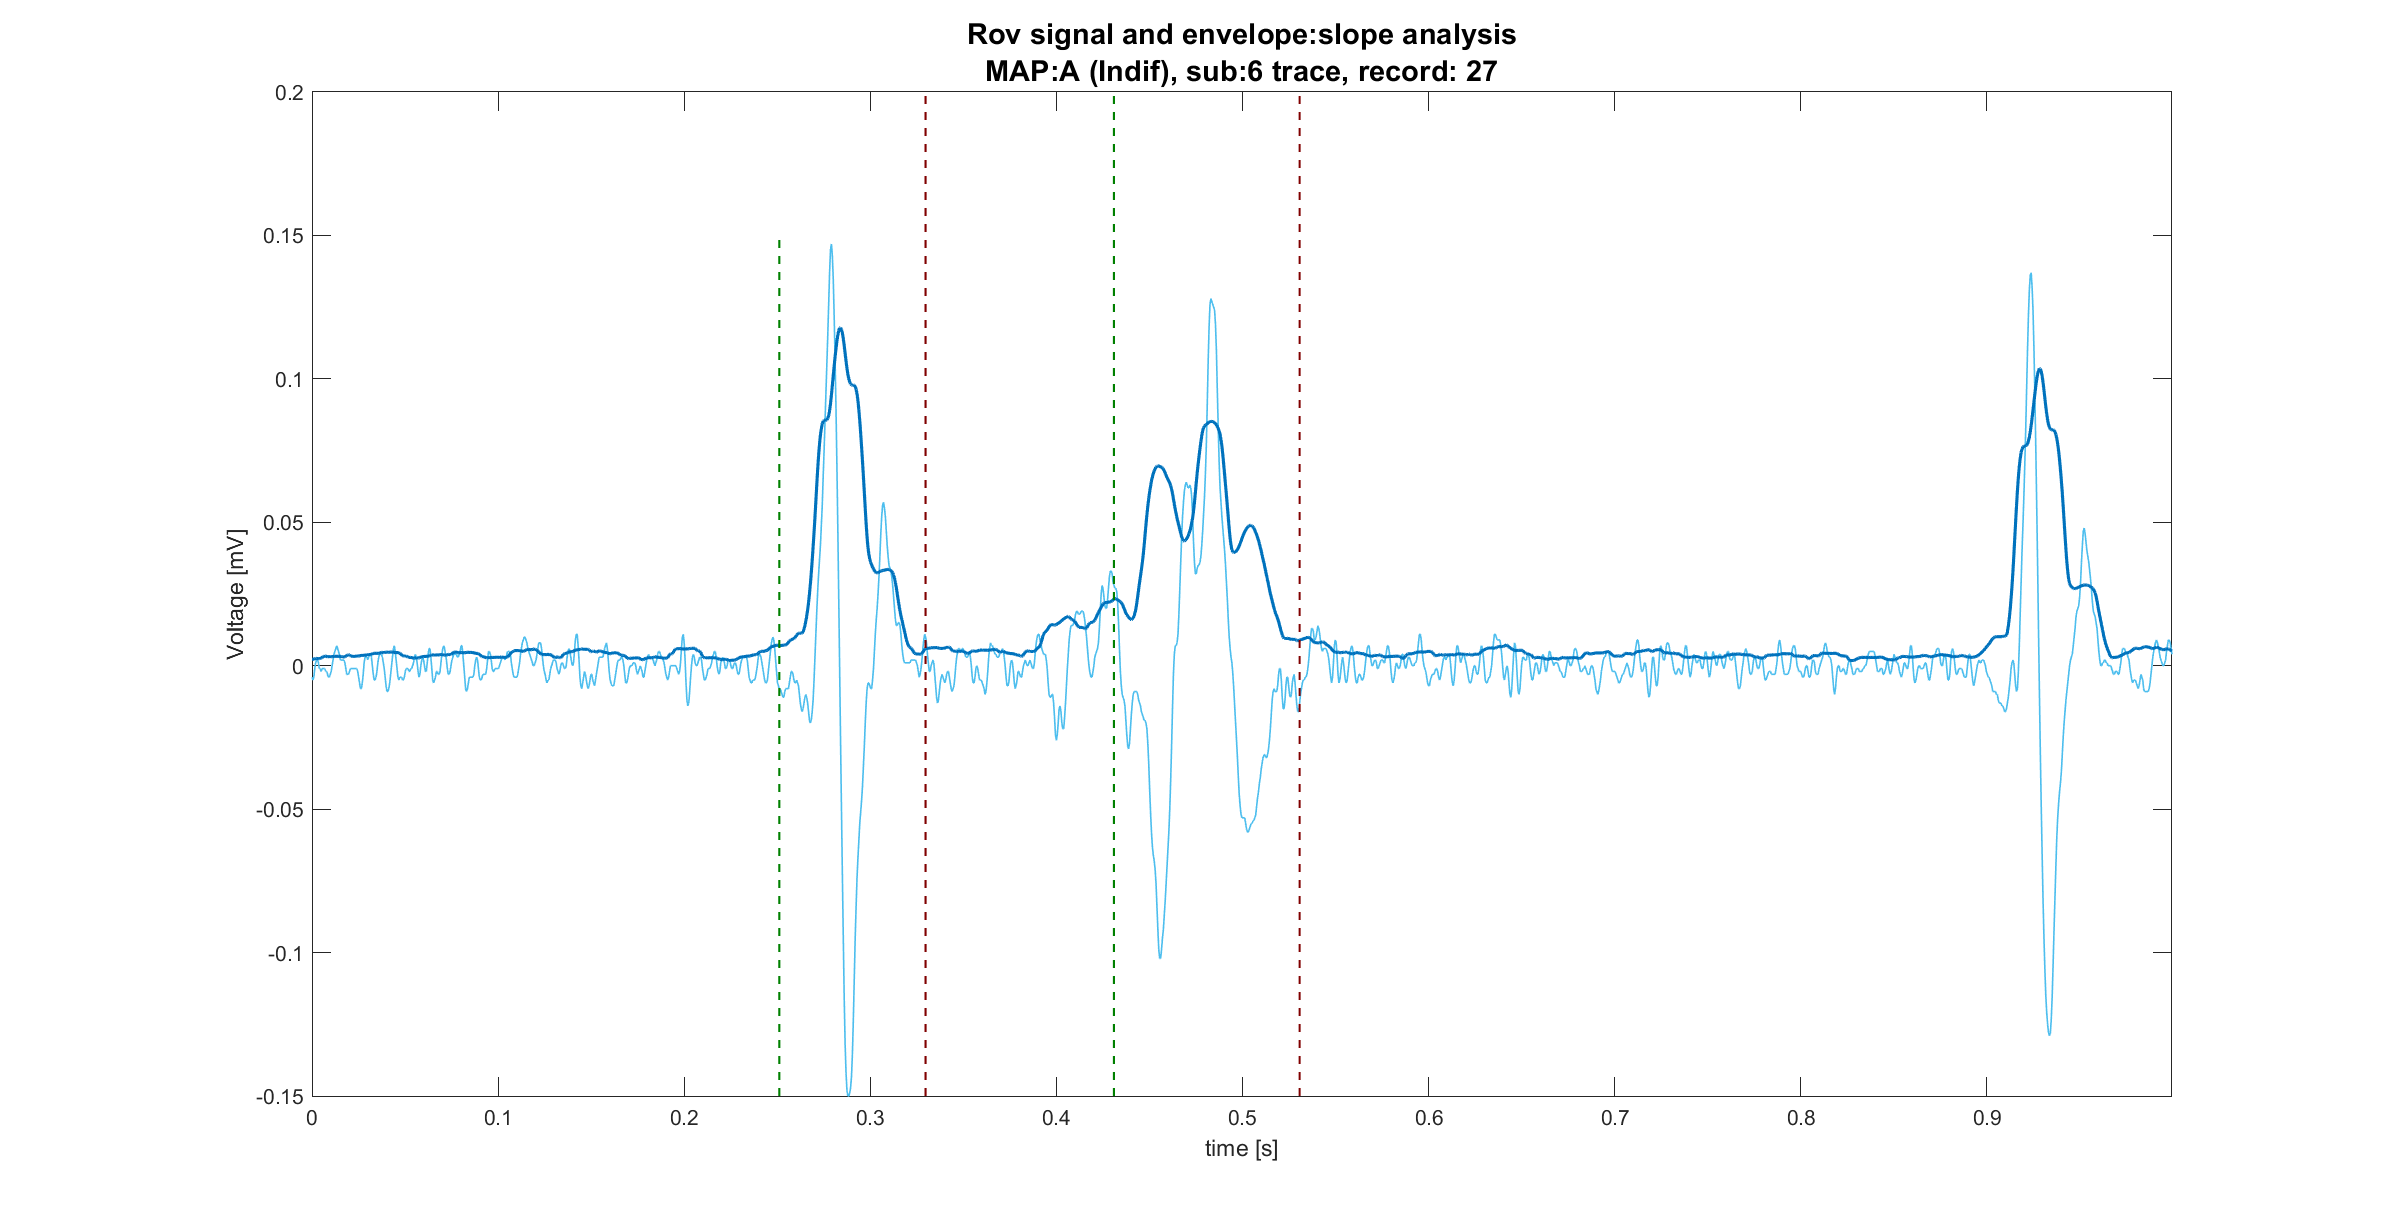 Rov signal and envelope:slope analysis
MAP:A (Indif), sub:6 trace, record: 27
0.2
0.15
0.1
0.05
0
-0.05
-0.1
-0.15
Voltage [mV]
0 0.1 0.2 0.3 0.4 0.5 0.6 0.7 0.8 0.9
time [s]